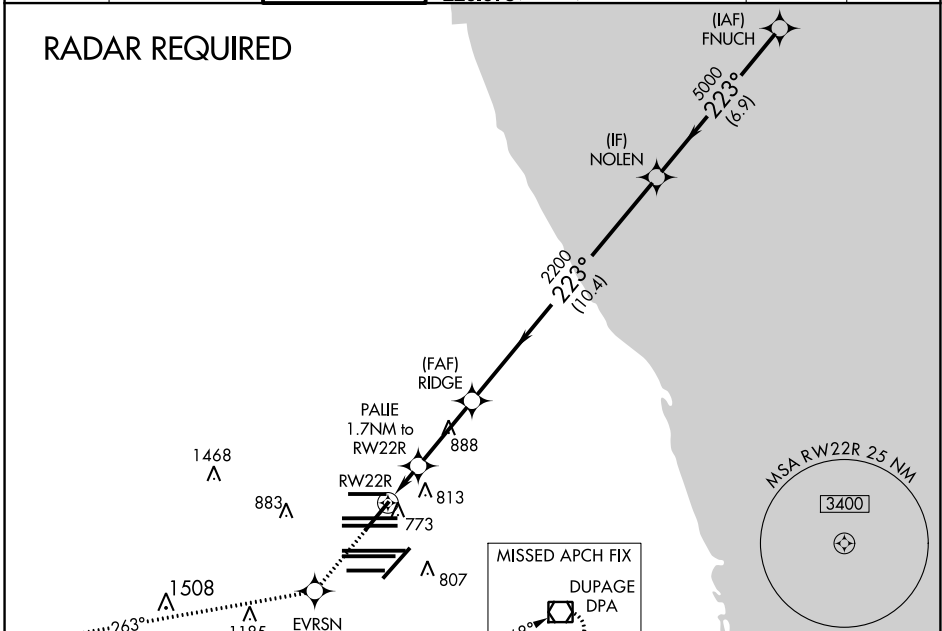 RADAR REQUIRED
(IAF)
FNUCH
5000
223°
(6.9)
(IF)
NOLEN
2200
223°
(10.4)
(FAF)
RIDGE
PALIE
1.7NM to
RW22R
888
1468
RW22R
813
883
773
MSA RW22R 25 NM
3400
807
MISSED APCH FIX
DUPAGE
DPA
1508
263°
EVRSN